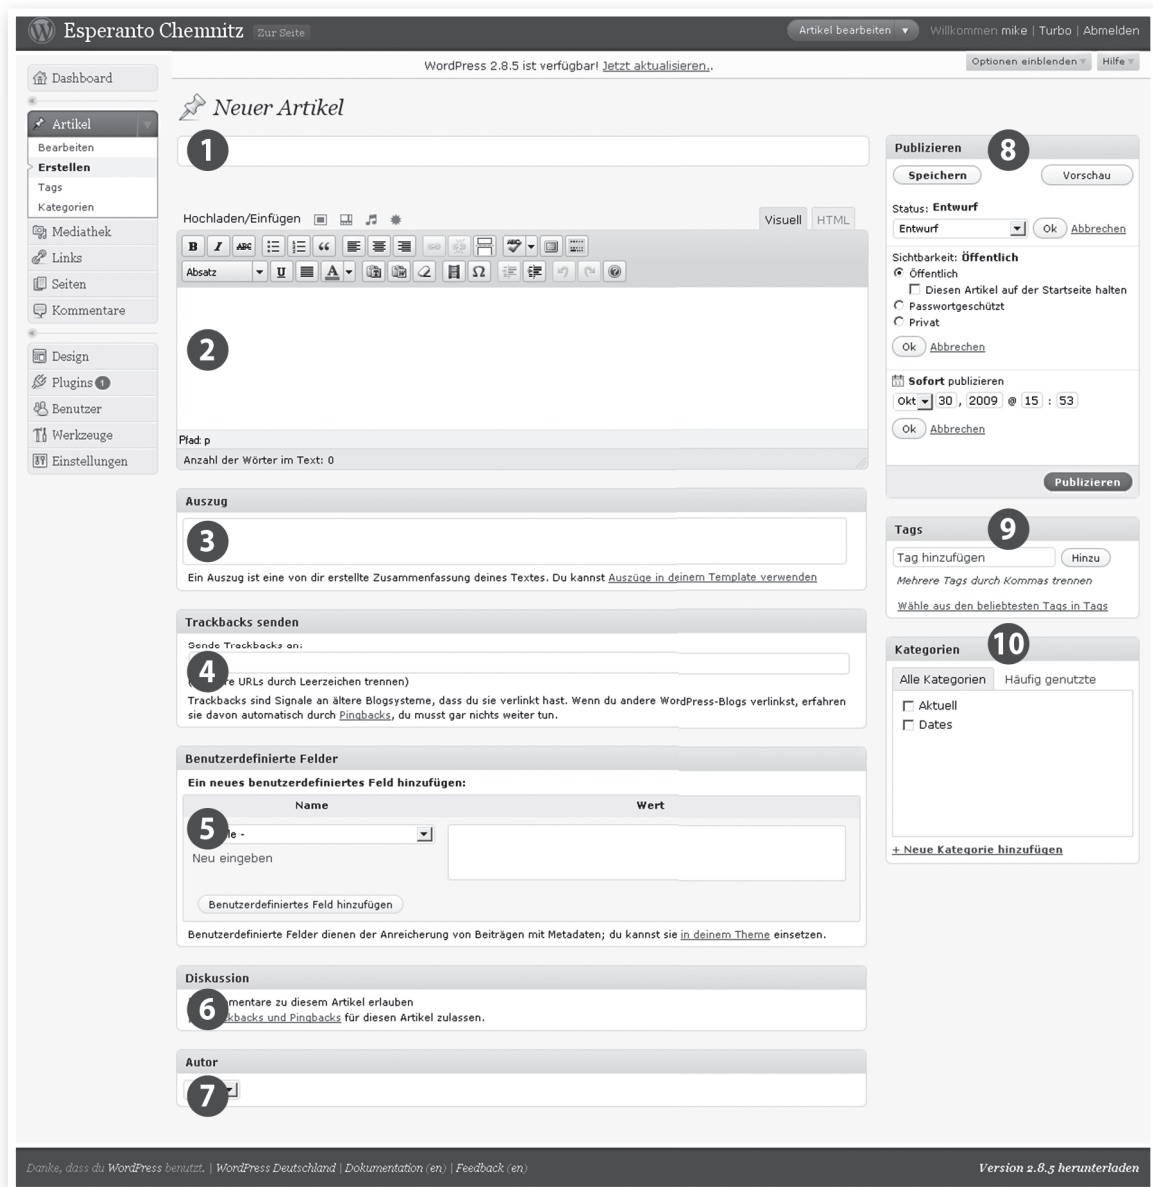 Esperanto Chemnitz Zur Seite
Artikel bearbeiten Willkommen mike | Turbo | Abmelden
WordPress 2.8.5 ist verfügbar! Jetzt aktualisieren..
Optionen einblenden Hilfe
Dashboard
Artikel
Bearbeiten
Erstellen
Tags
Kategorien
Mediathek
Links
Seiten
Kommentare
Design
Plugins 1
Benutzer
Werkzeuge
Einstellungen
Neuer Artikel
1
Hochladen/Einfügen
Visuell HTML
B I ABC
Absatz U A Ω
2
Pfad: p
Anzahl der Wörter im Text: 0
Auszug
3
Ein Auszug ist eine von dir erstellte Zusammenfassung deines Textes. Du kannst Auszüge in deinem Template verwenden
Trackbacks senden
Sende Trackbacks an:
4
URLs durch Leerzeichen trennen)
Trackbacks sind Signale an ältere Blogsysteme, dass du sie verlinkt hast. Wenn du andere WordPress-Blogs verlinkst, erfahren
sie davon automatisch durch Pingbacks, du musst gar nichts weiter tun.
Benutzerdefinierte Felder
Ein neues benutzerdefiniertes Feld hinzufügen:
Name Wert
5
Neu eingeben
Benutzerdefiniertes Feld hinzufügen
Benutzerdefinierte Felder dienen der Anreicherung von Beiträgen mit Metadaten; du kannst sie in deinem Theme einsetzen.
Diskussion
6
zu diesem Artikel erlauben
und Pingbacks für diesen Artikel zulassen.
Autor
7
Publizieren
8
Speichern Vorschau
Status: Entwurf
Entwurf Ok Abbrechen
Sichtbarkeit: Öffentlich
Öffentlich
Diesen Artikel auf der Startseite halten
Passwortgeschützt
Privat
Ok Abbrechen
Sofort publizieren
Okt 30, 2009 @ 15 : 53
Ok Abbrechen
Publizieren
Tags
9
Tag hinzufügen Hinzu
Mehrere Tags durch Kommas trennen
Wähle aus den beliebtesten Tags in Tags
Kategorien
10
Alle Kategorien Häufig genutzte
Aktuell
Dates
+ Neue Kategorie hinzufügen
Danke, dass du WordPress benutzt. | WordPress Deutschland | Dokumentation (en) | Feedback (en)
Version 2.8.5 herunterladen